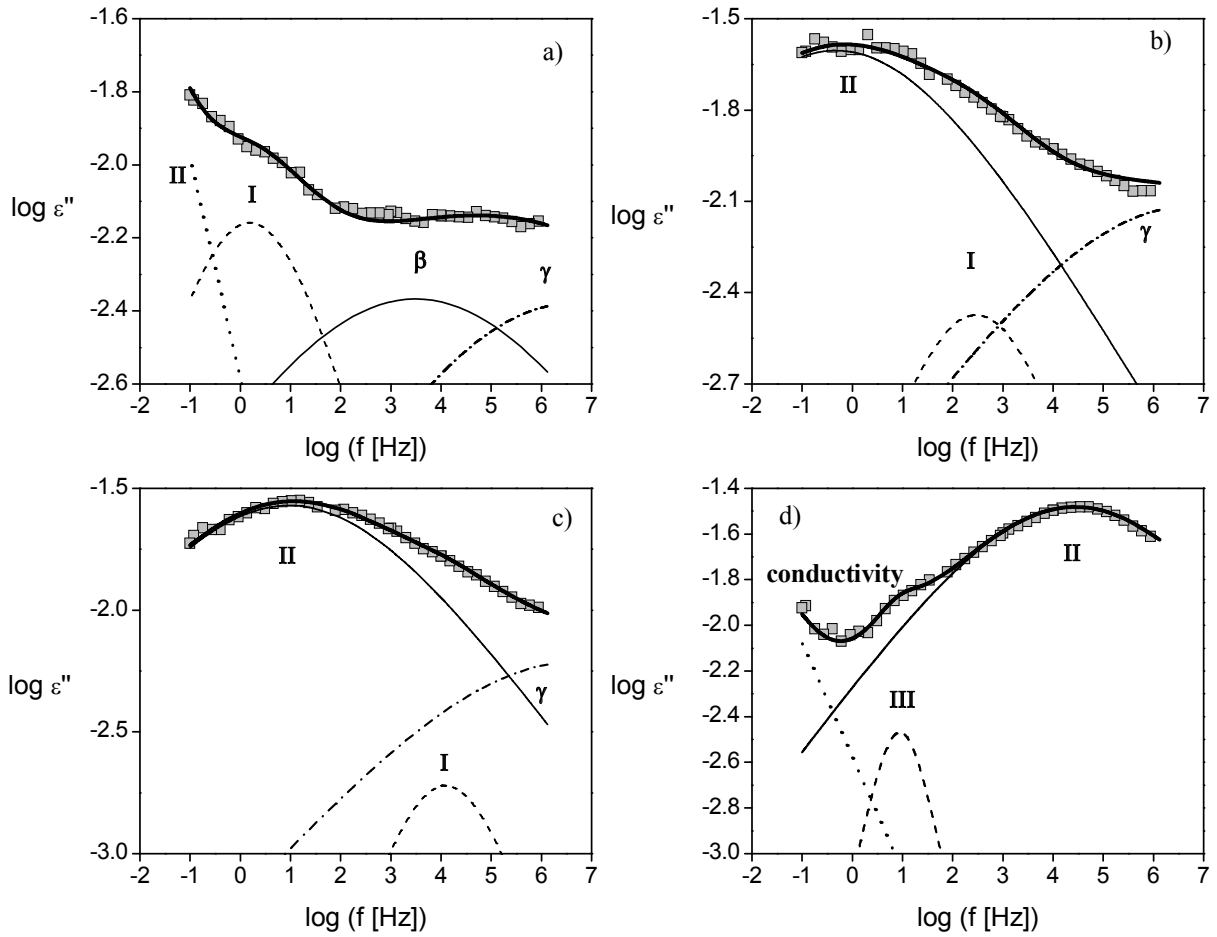 a)
-1.6
-1.8
-2.0
-2.2
-2.4
-2.6
log ε''
II
I
β
γ
-2 -1 0 1 2 3 4 5 6 7
log (f [Hz])
b)
-1.2
-1.5
-1.8
-2.1
-2.4
-2.7
log ε''
II
I
γ
-2 -1 0 1 2 3 4 5 6 7
log (f [Hz])
c)
-1.5
-2.0
-2.5
-3.0
log ε''
II
γ
I
-2 -1 0 1 2 3 4 5 6 7
log (f [Hz])
d)
-1.4
-1.6
-1.8
-2.0
-2.2
-2.4
-2.6
-2.8
-3.0
log ε''
conductivity
II
III
-2 -1 0 1 2 3 4 5 6 7
log (f [Hz])